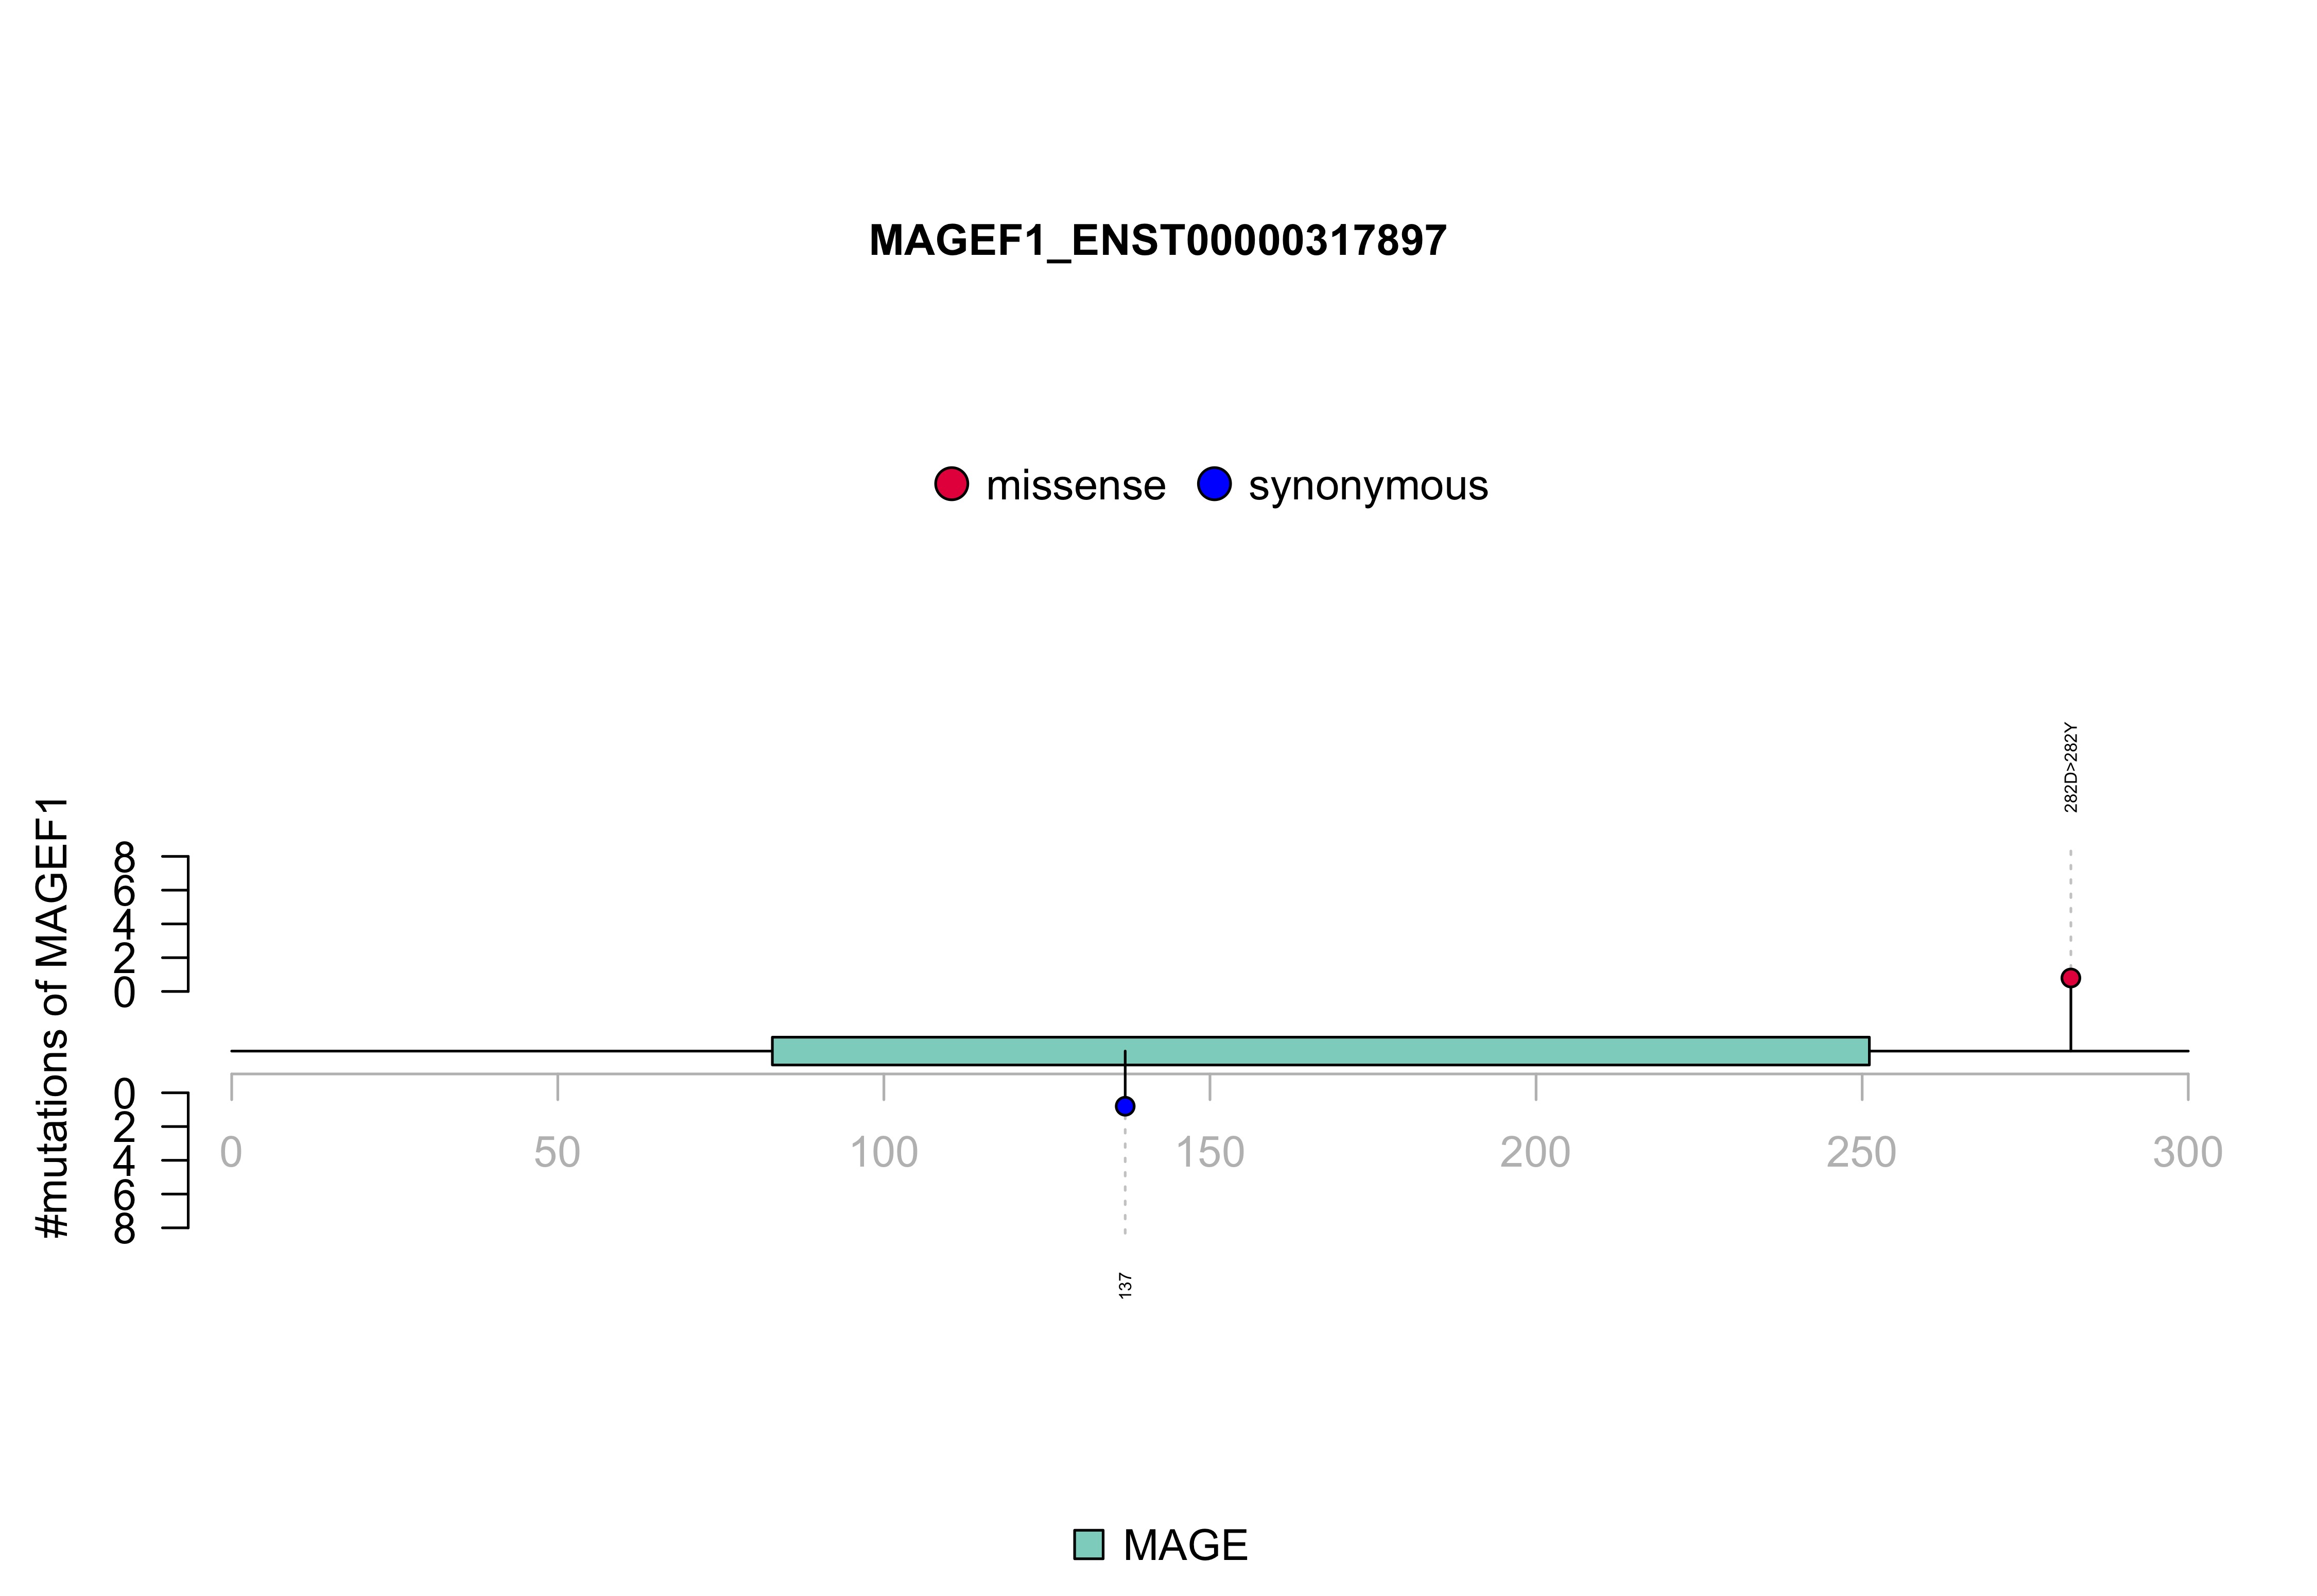 MAGEF1_ENST00000317897
missense synonymous
282D>282Y
#mutations of MAGEF1
8
6
4
2
0
0
2
4
6
8
0 50 100 150 200 250 300
137
MAGE